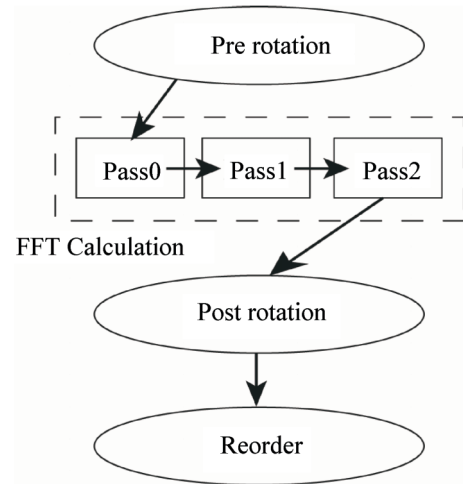 Pre rotation
Pass0 Pass1 Pass2
FFT Calculation
Post rotation
Reorder